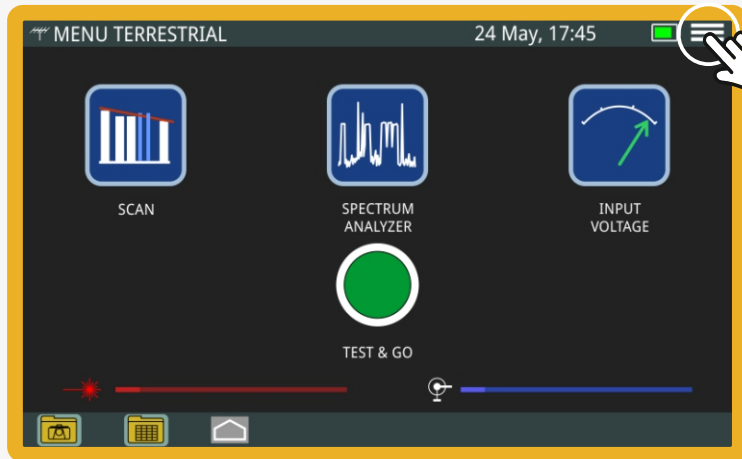 MENU TERRESTRIAL
24 May, 17:45
SCAN
SPECTRUM
ANALYZER
INPUT
VOLTAGE
TEST & GO